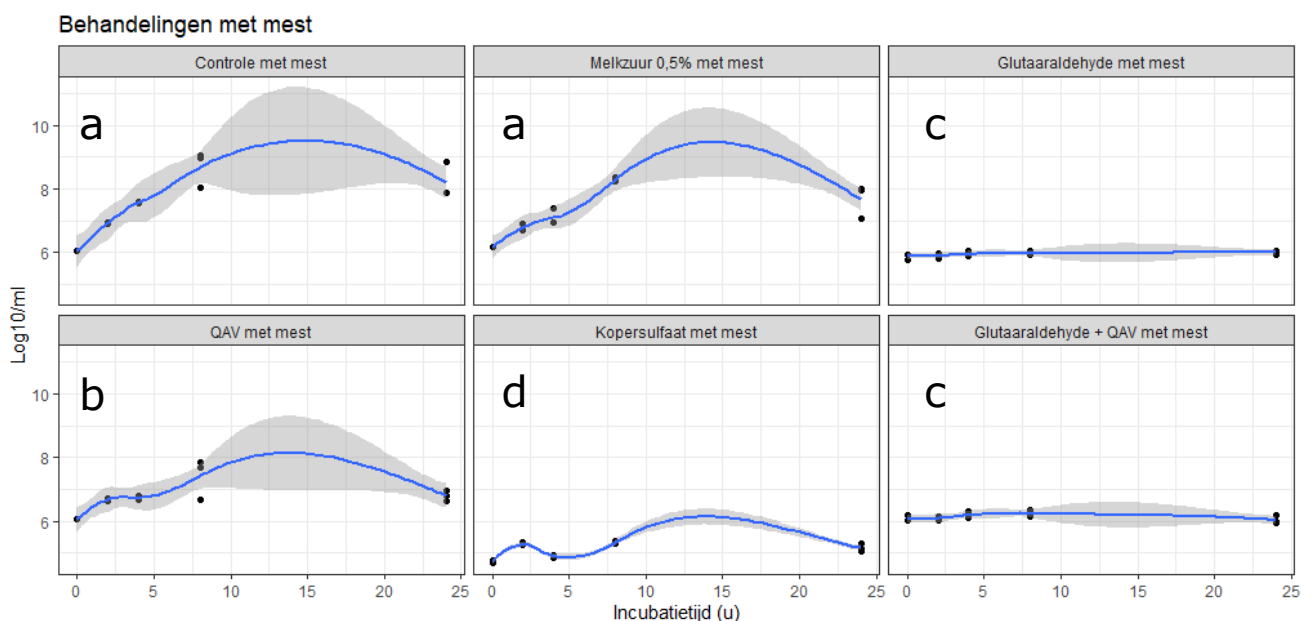 Behandelingen met mest
Controle met mest
Melkzuur 0,5% met mest
Glutaaraldehyde met mest
a
a
c
10
8
6
QAV met mest
Kopersulfaat met mest
Glutaaraldehyde + QAV met mest
b
d
c
10
8
6
Log10/ml
0 5 10 15 20 25
0 5 10 15 20 25
0 5 10 15 20 25
Incubatietijd (u)